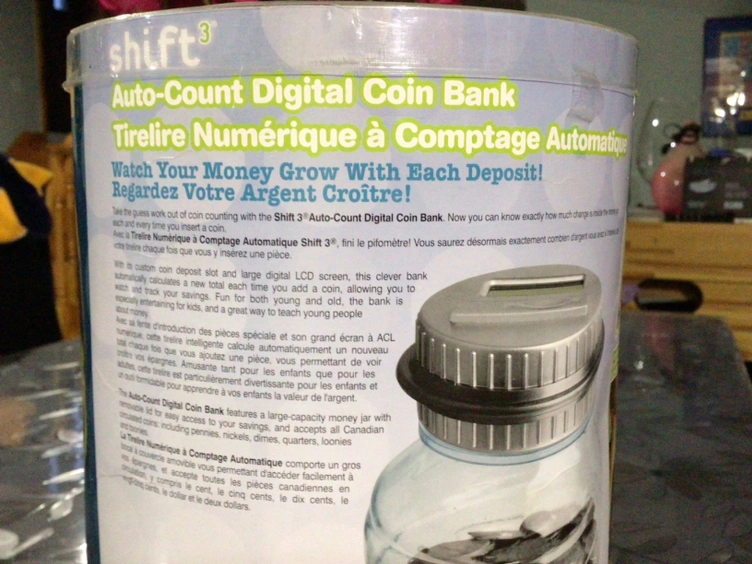 shift3®
Auto-Count Digital Coin Bank
Tirelire Numérique à Comptage Automatique
Watch Your Money Grow With Each Deposit!
Regardez Votre Argent Croître!
Take the guess work out of coin counting with the Shift 3® Auto-Count Digital Coin Bank. Now you can know exactly how much change is inside the
each and every time you insert a coin.
Avec la Tirelire Numérique à Comptage Automatique Shift 3®, fini le pifomètre! Vous saurez désormais exactement combien d'argent vous avez
votre tirelire chaque fois que vous y insérez une pièce.
With its custom coin deposit slot and large digital LCD screen, this clever bank
automatically calculates a new total each time you add a coin, allowing you to
watch and track your savings. Fun for both young and old, the bank is
especially entertaining for kids, and a great way to teach young people
about money.
Avec sa fente d'introduction des pièces spéciale et son grand écran à ACL
numérique, cette tirelire intelligente calcule automatiquement un nouveau
total chaque fois que vous ajoutez une pièce, vous permettant de voir
croître vos épargnes. Amusante tant pour les enfants que pour les
adultes, cette tirelire est particulièrement divertissante pour les enfants et
un outil formidable pour apprendre à vos enfants la valeur de l'argent.
The Auto-Count Digital Coin Bank features a large-capacity money jar with
removable lid for easy access to your savings, and accepts all Canadian
circulated coins: including pennies, nickels, dimes, quarters, loonies
and toonies.
La Tirelire Numérique à Comptage Automatique comporte un gros
bocal à couvercle amovible vous permettant d'accéder facilement à
vos épargnes, et accepte toutes les pièces canadiennes en
circulation, y compris le cent, le cinq cents, le dix cents, le
vingt-cinq cents, le dollar et le deux dollars.